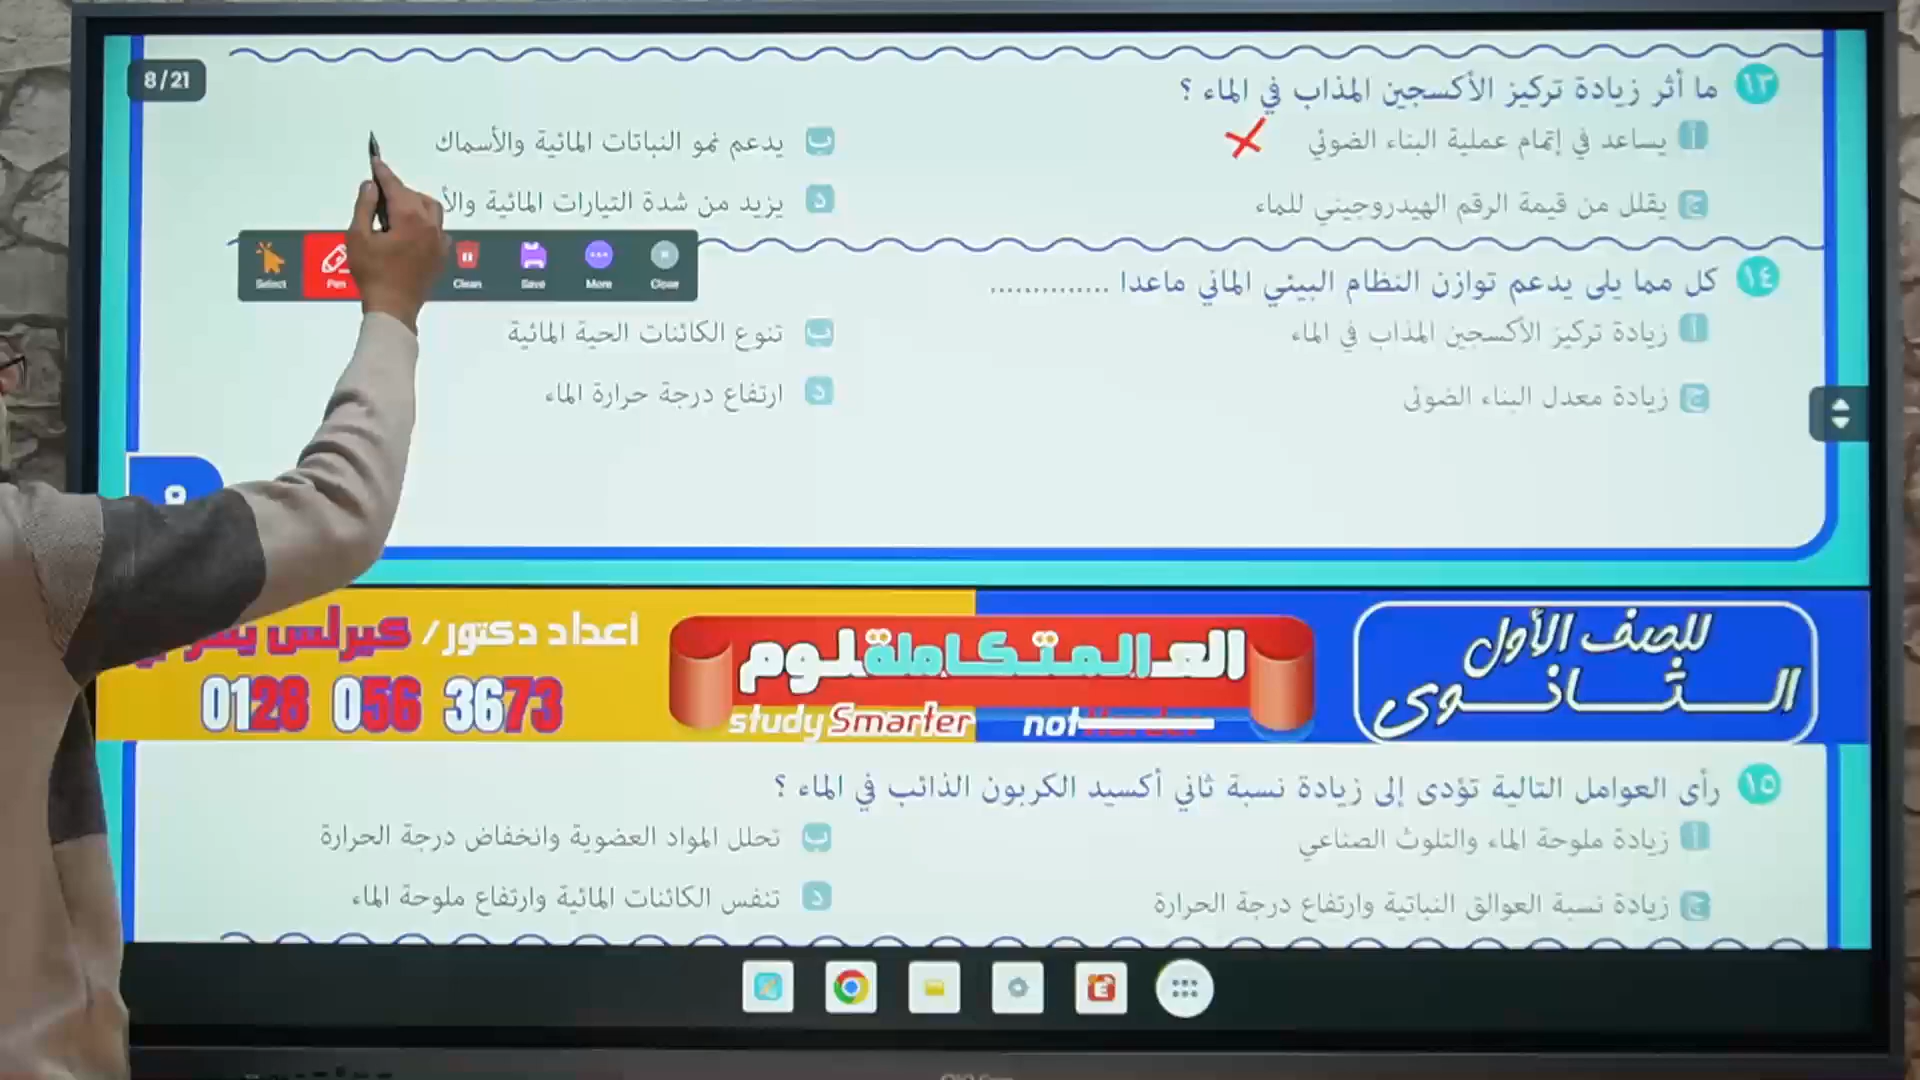 8/21
١٣ ما أثر زيادة تركيز الأكسجين المذاب في الماء ؟
أ يساعد في إتمام عملية البناء الضوئي
ب يدعم نمو النباتات المائية والأسماك
ج يقلل من قيمة الرقم الهيدروجيني للماء
د يزيد من شدة التيارات المائية
Select Pen Clean Save More Close
١٤ كل مما يلى يدعم توازن النظام البيئي المائي ماعدا ..............
أ زيادة تركيز الأكسجين المذاب في الماء
ب تنوع الكائنات الحية المائية
ج زيادة معدل البناء الضوئى
د ارتفاع درجة حرارة الماء
للصف الأول
الثانوى
العلوم المتكاملة
study Smarter not Harder
أعداد دكتور/ كيرلس
0128 056 3673
١٥ رأى العوامل التالية تؤدى إلى زيادة نسبة ثاني أكسيد الكربون الذائب في الماء ؟
أ زيادة ملوحة الماء والتلوث الصناعي
ب تحلل المواد العضوية وانخفاض درجة الحرارة
ج زيادة نسبة العوالق النباتية وارتفاع درجة الحرارة
د تنفس الكائنات المائية وارتفاع ملوحة الماء